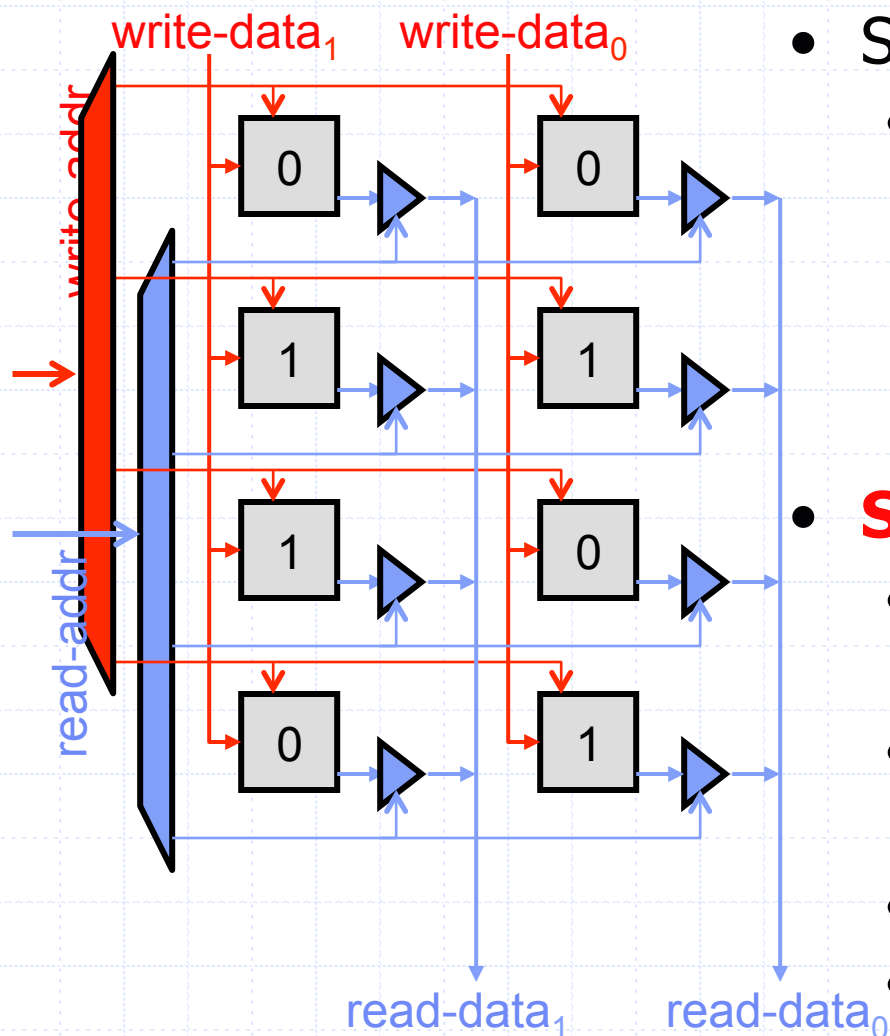 write-data₁ write-data₀
write-addr
0 0
1 1
1 0
0 1
read-addr
read-data₁ read-data₀
• S
•
• S
•
•
•
•